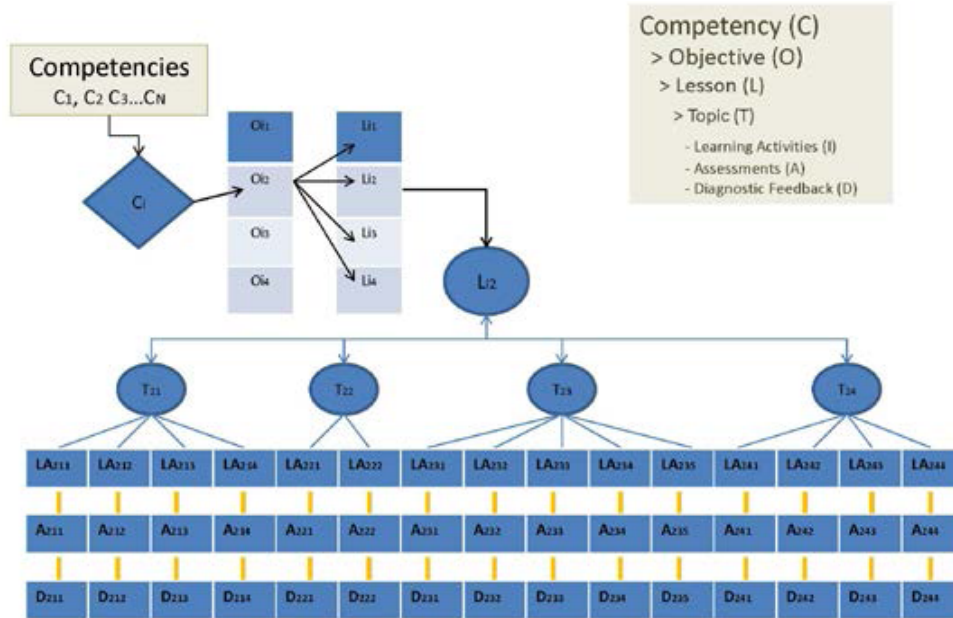 Competencies
C1, C2 C3...CN
Competency (C)
> Objective (O)
> Lesson (L)
> Topic (T)
- Learning Activities (I)
- Assessments (A)
- Diagnostic Feedback (D)
Ci
Oi1 Li1
Oi2 Li2
Oi3 Li3
Oi4 Li4
Li2
T21 T22 T23 T24
LA211 LA212 LA213 LA214 LA221 LA222 LA231 LA232 LA233 LA234 LA235 LA241 LA242 LA243 LA244
A211 A212 A213 A214 A221 A222 A231 A232 A233 A234 A235 A241 A242 A243 A244
D211 D212 D213 D214 D221 D222 D231 D232 D233 D234 D235 D241 D242 D243 D244